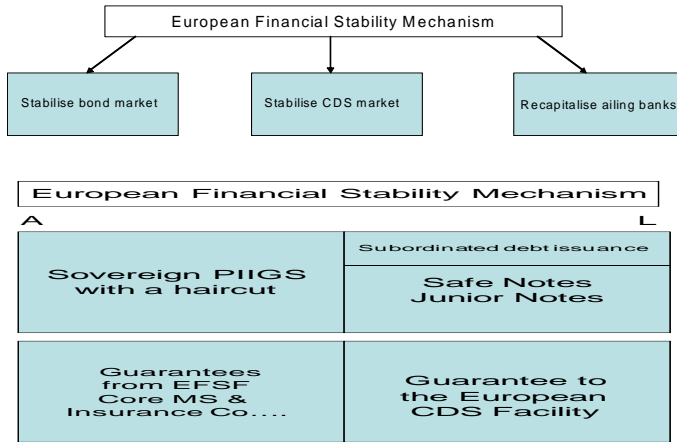 European Financial Stability Mechanism
Stabilise bond market
Stabilise CDS market
Recapitalise ailing banks
European Financial Stability Mechanism
A
L
Sovereign PIIGS
with a haircut
Subordinated debt issuance
Safe Notes
Junior Notes
Guarantees
from EFSF
Core MS &
Insurance Co....
Guarantee to
the European
CDS Facility